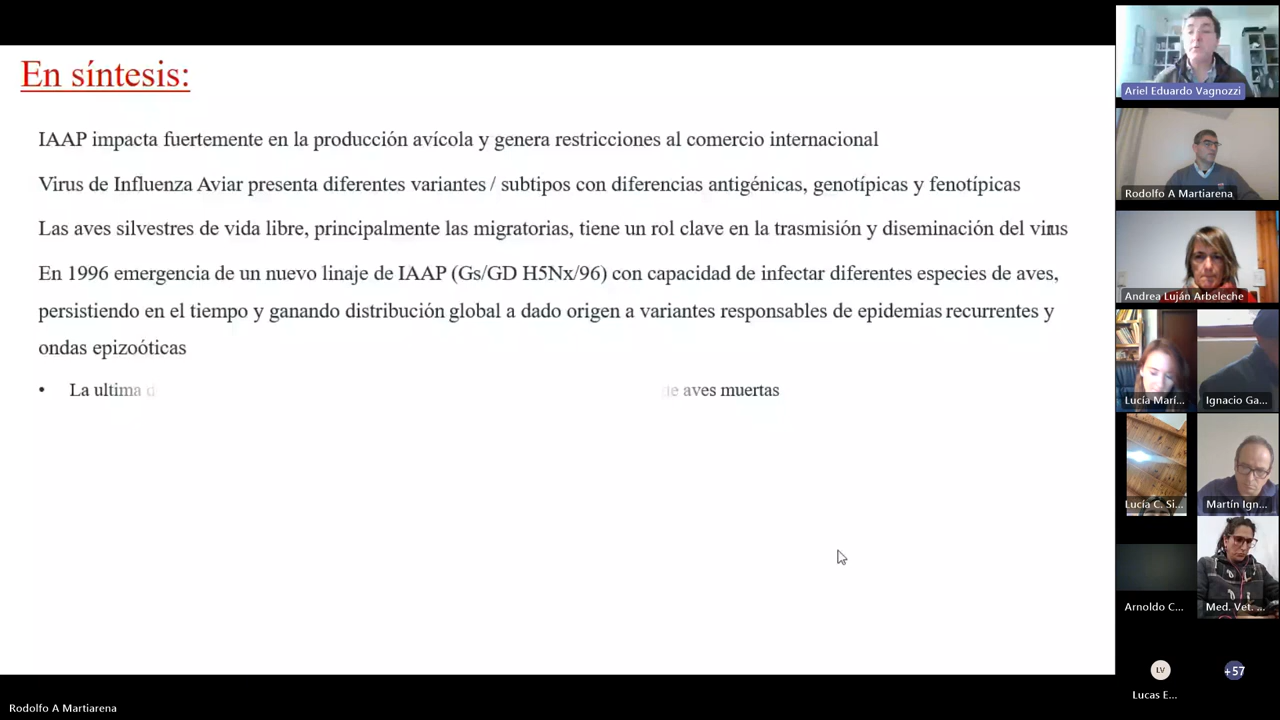 En síntesis:
IAAP impacta fuertemente en la producción avícola y genera restricciones al comercio internacional
Virus de Influenza Aviar presenta diferentes variantes / subtipos con diferencias antigénicas, genotípicas y fenotípicas
Las aves silvestres de vida libre, principalmente las migratorias, tiene un rol clave en la trasmisión y diseminación del virus
En 1996 emergencia de un nuevo linaje de IAAP (Gs/GD H5Nx/96) con capacidad de infectar diferentes especies de aves,
persistiendo en el tiempo y ganando distribución global a dado origen a variantes responsables de epidemias recurrentes y
ondas epizoóticas
• La ultima aves muertas
Ariel Eduardo Vagnozzi
Rodolfo A Martiarena
Andrea Luján Arbeleche
Lucía Marí...
Ignacio Ga...
Lucía C. Si...
Martín Ign...
Arnoldo C...
Med. Vet. ...
LV
+57
Lucas E...
Rodolfo A Martiarena